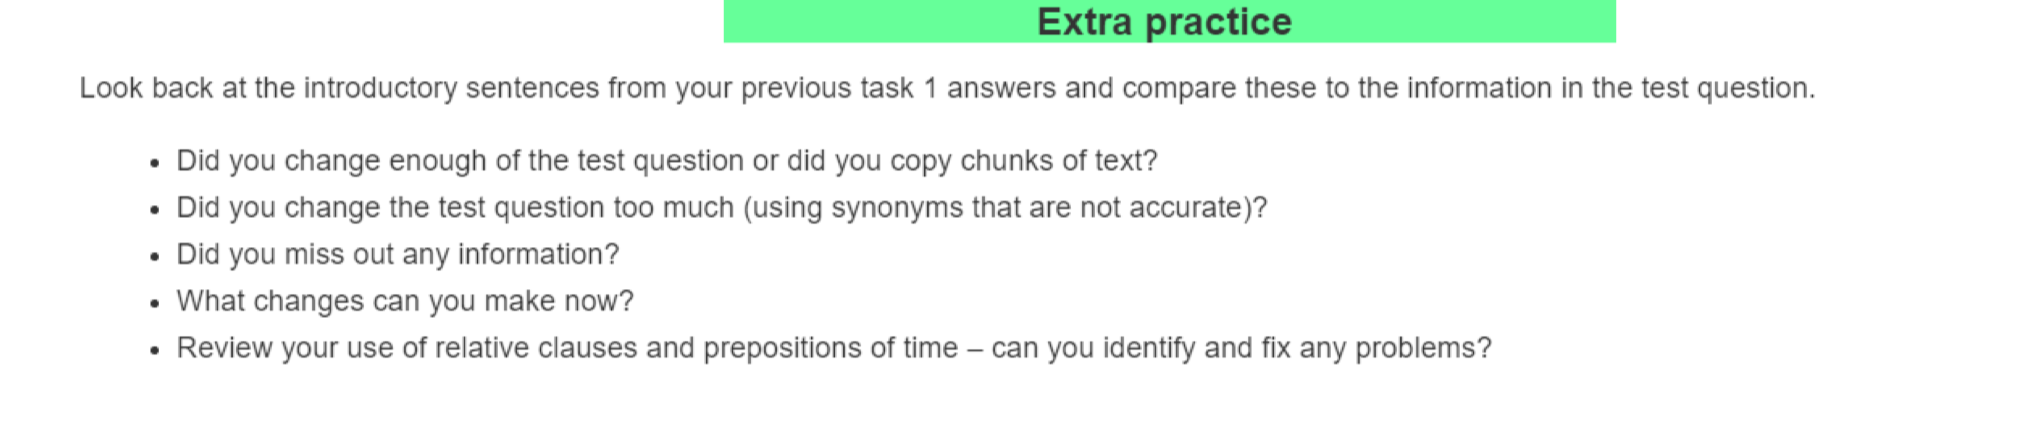 Extra practice
Look back at the introductory sentences from your previous task 1 answers and compare these to the information in the test question.
• Did you change enough of the test question or did you copy chunks of text?
• Did you change the test question too much (using synonyms that are not accurate)?
• Did you miss out any information?
• What changes can you make now?
• Review your use of relative clauses and prepositions of time – can you identify and fix any problems?